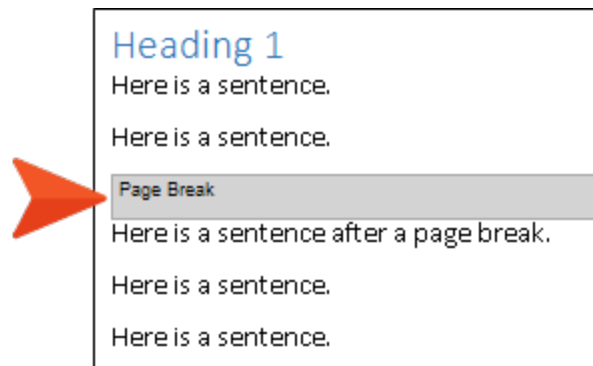 Heading 1
Here is a sentence.
Here is a sentence.
Page Break
Here is a sentence after a page break.
Here is a sentence.
Here is a sentence.